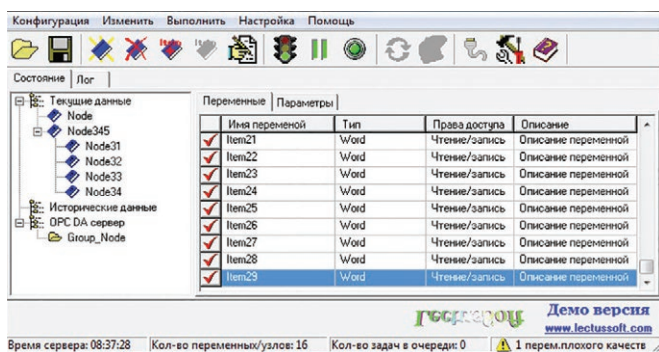 Конфигурация Изменить Выполнить Настройка Помощь
Состояние Лог
Текущие данные
Node
Node345
Node31
Node32
Node33
Node34
Исторические данные
OPC DA сервер
Group_Node
Переменные Параметры
Имя переменой Тип Права доступа Описание
Item21 Word Чтение/запись Описание переменной
Item22 Word Чтение/запись Описание переменной
Item23 Word Чтение/запись Описание переменной
Item24 Word Чтение/запись Описание переменной
Item25 Word Чтение/запись Описание переменной
Item26 Word Чтение/запись Описание переменной
Item27 Word Чтение/запись Описание переменной
Item28 Word Чтение/запись Описание переменной
Item29 Word Чтение/запись Описание переменной
Демо версия
www.lectussoft.com
Время сервера: 08:37:28 Кол-во переменных/узлов: 16 Кол-во задач в очереди: 0 1 перем.плохого качеств